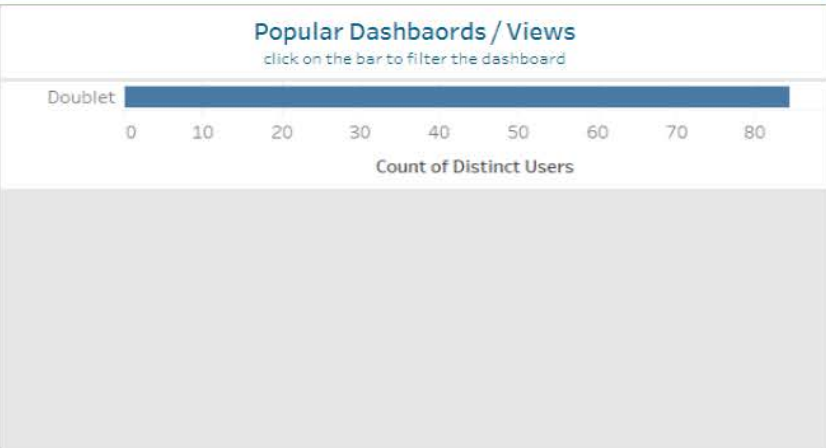 Popular Dashbaords / Views
click on the bar to filter the dashboard
Doublet
0 10 20 30 40 50 60 70 80
Count of Distinct Users